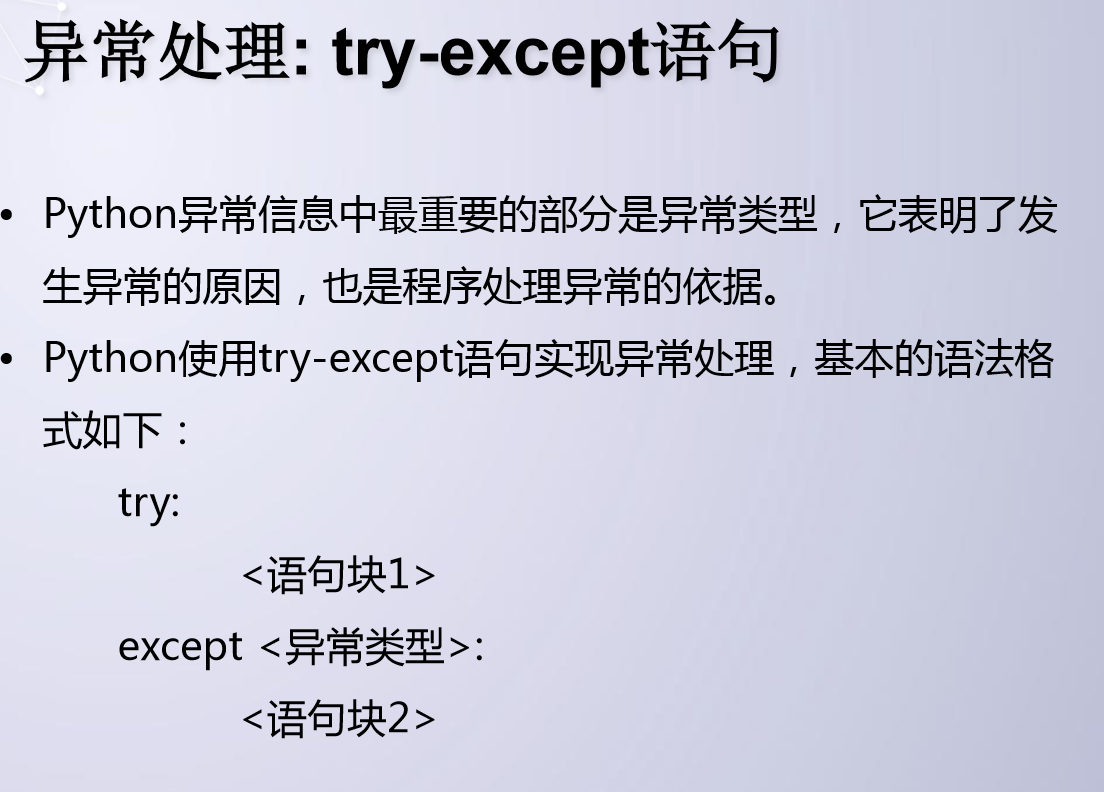 异常处理: try-except语句
• Python异常信息中最重要的部分是异常类型，它表明了发
生异常的原因，也是程序处理异常的依据。
• Python使用try-except语句实现异常处理，基本的语法格
式如下：
try:
<语句块1>
except <异常类型>:
<语句块2>